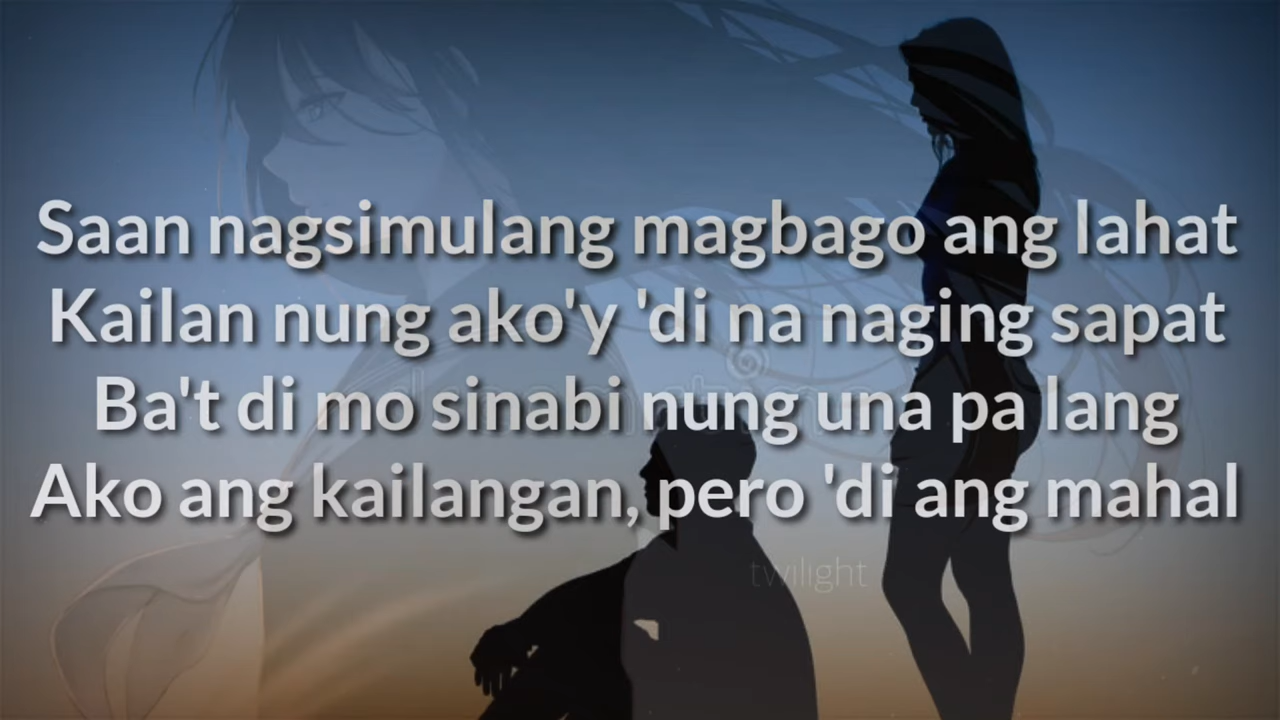 Saan nagsimulang magbago ang lahat
Kailan nung ako'y 'di na naging sapat
Ba't di mo sinabi nung una pa lang
Ako ang kailangan, pero 'di ang mahal
twilight